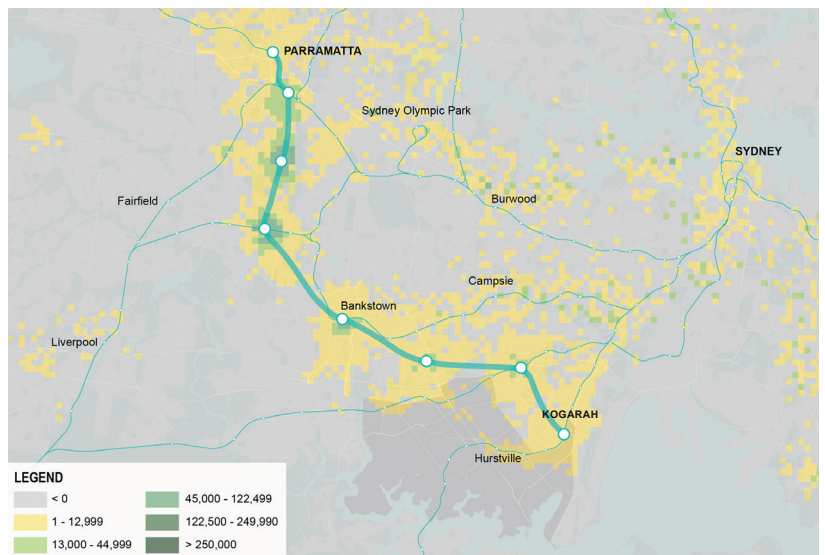 PARRAMATTA
Sydney Olympic Park
SYDNEY
Fairfield
Burwood
Campsie
Bankstown
Liverpool
KOGARAH
Hurstville
LEGEND
< 0
1 - 12,999
13,000 - 44,999
45,000 - 122,499
122,500 - 249,990
> 250,000